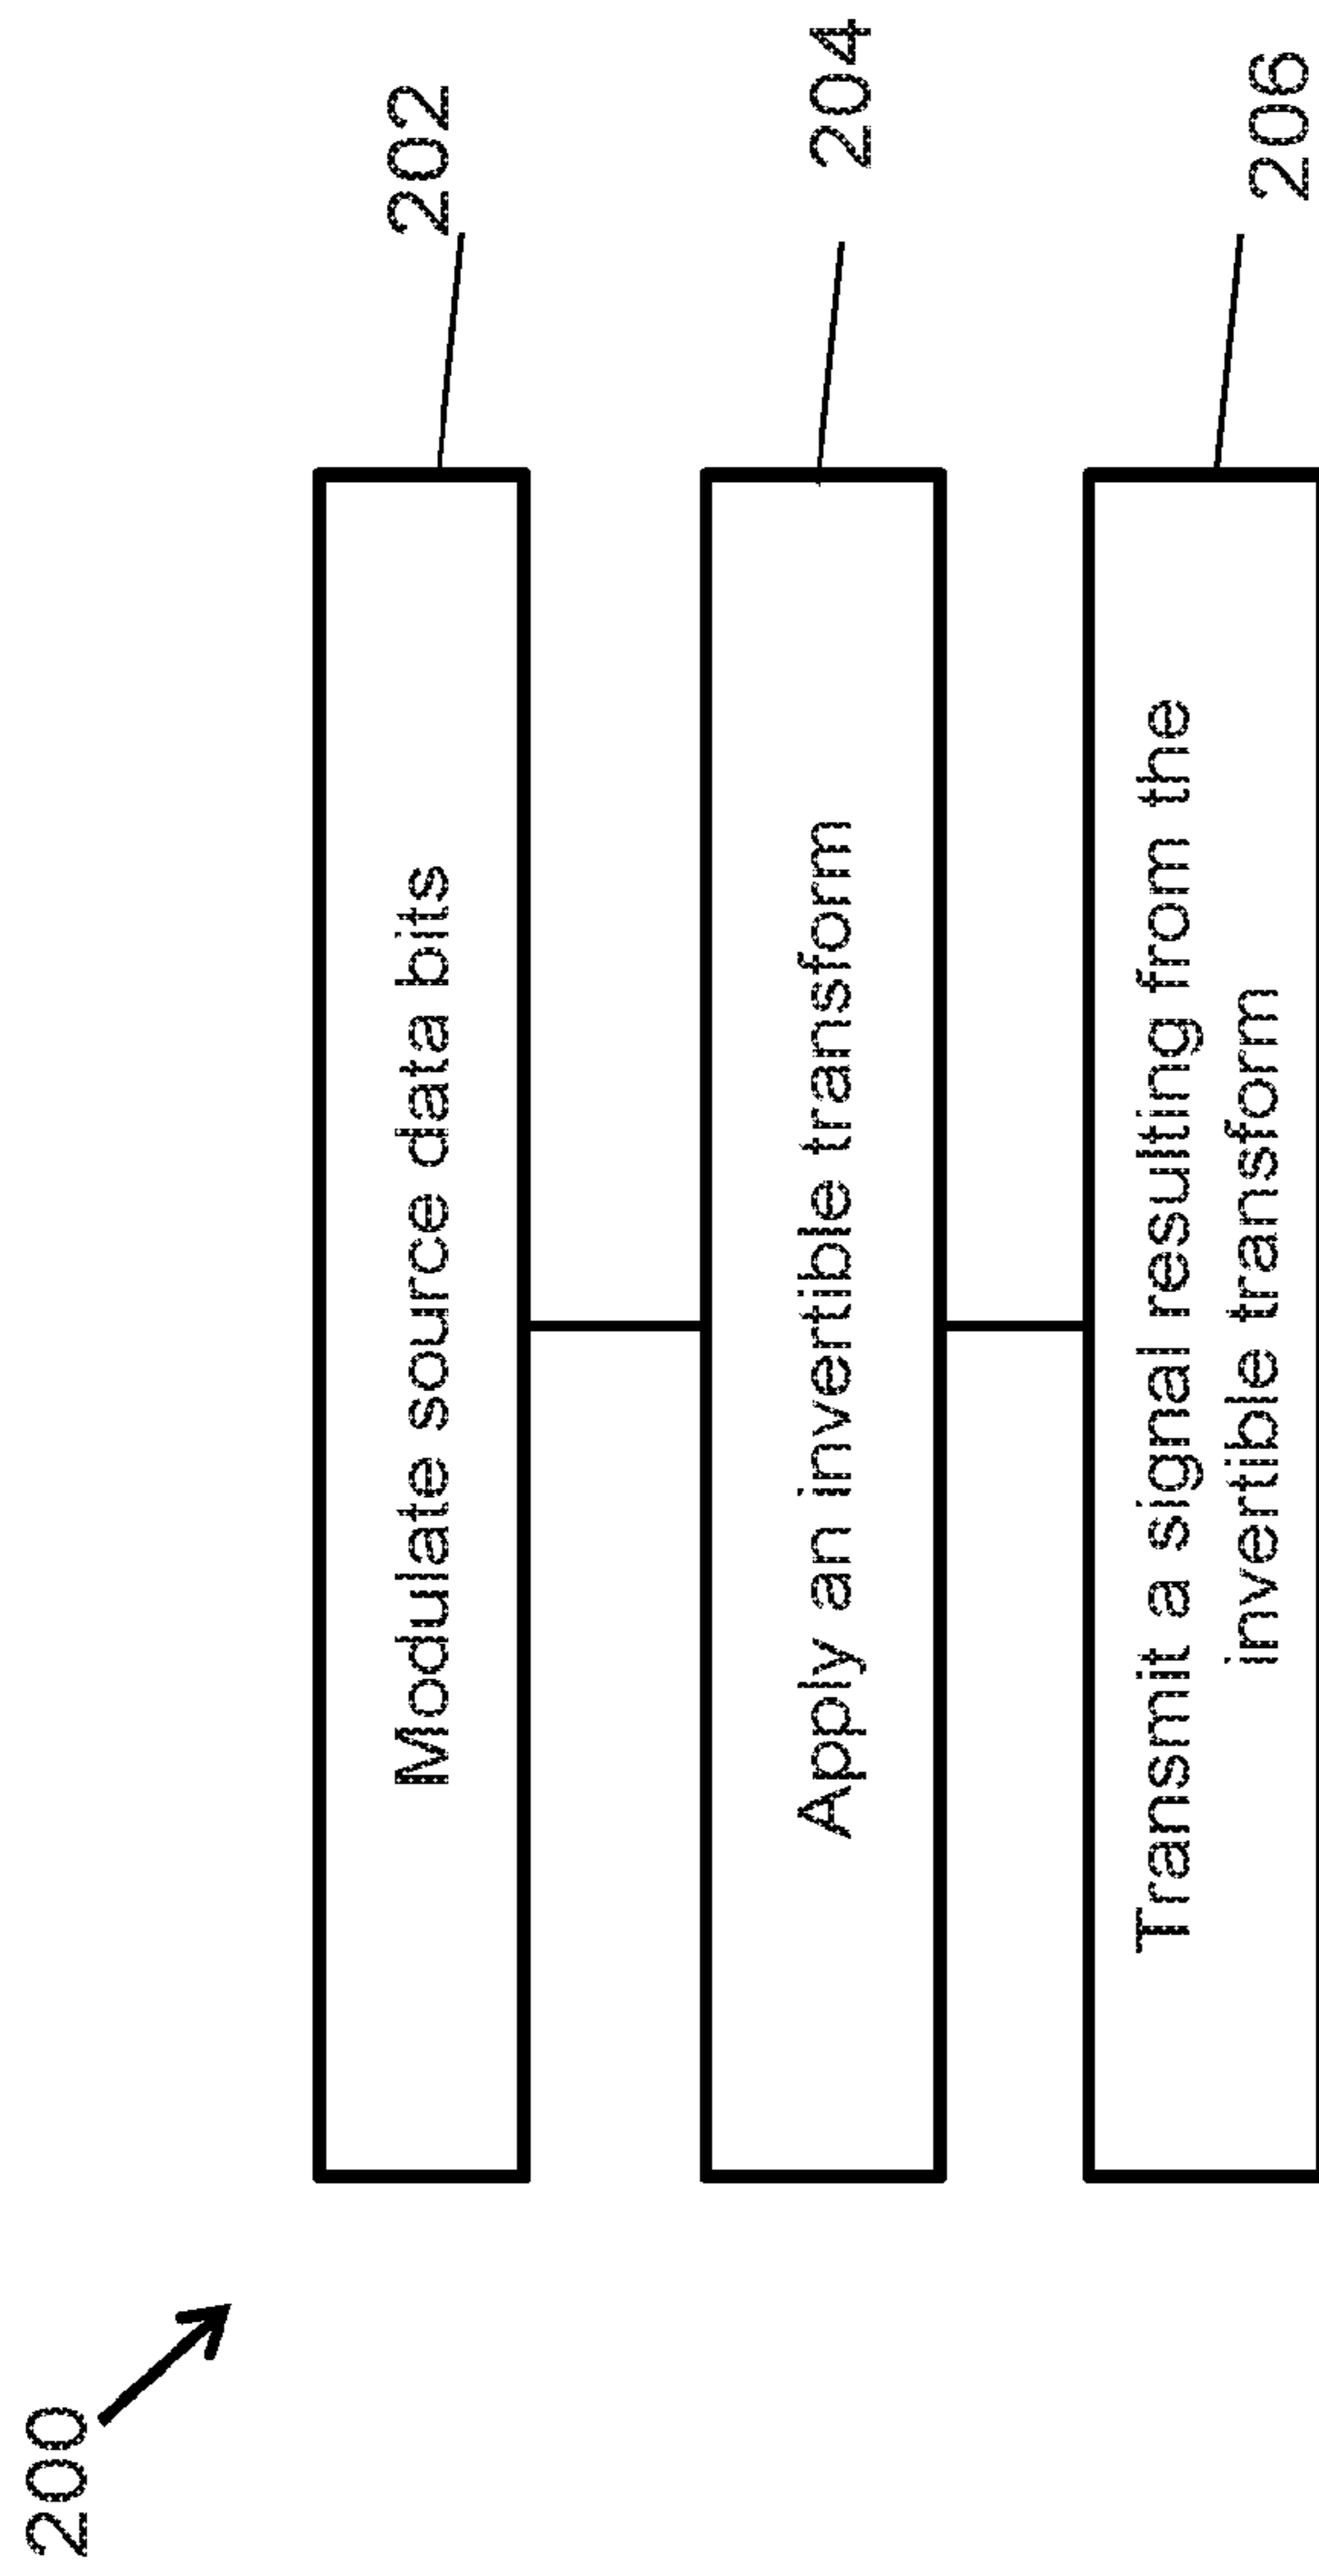 200
Modulate source data bits
202
Apply an invertible transform
204
Transmit a signal resulting from the
invertible transform
206